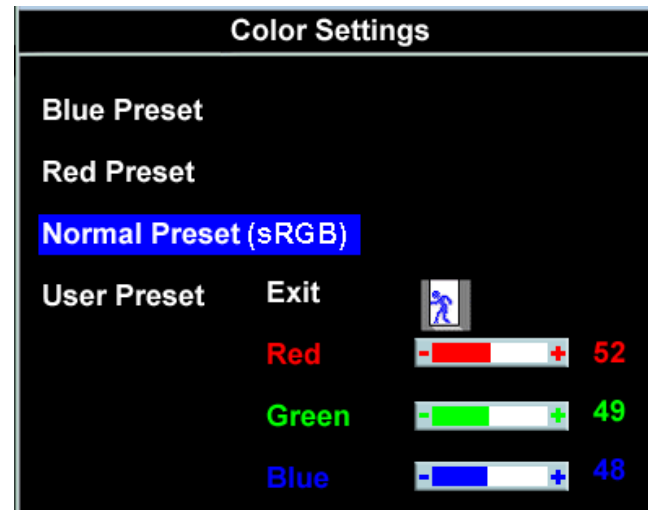 Color Settings
Blue Preset
Red Preset
Normal Preset (sRGB)
User Preset Exit
Red - + 52
Green - + 49
Blue - + 48